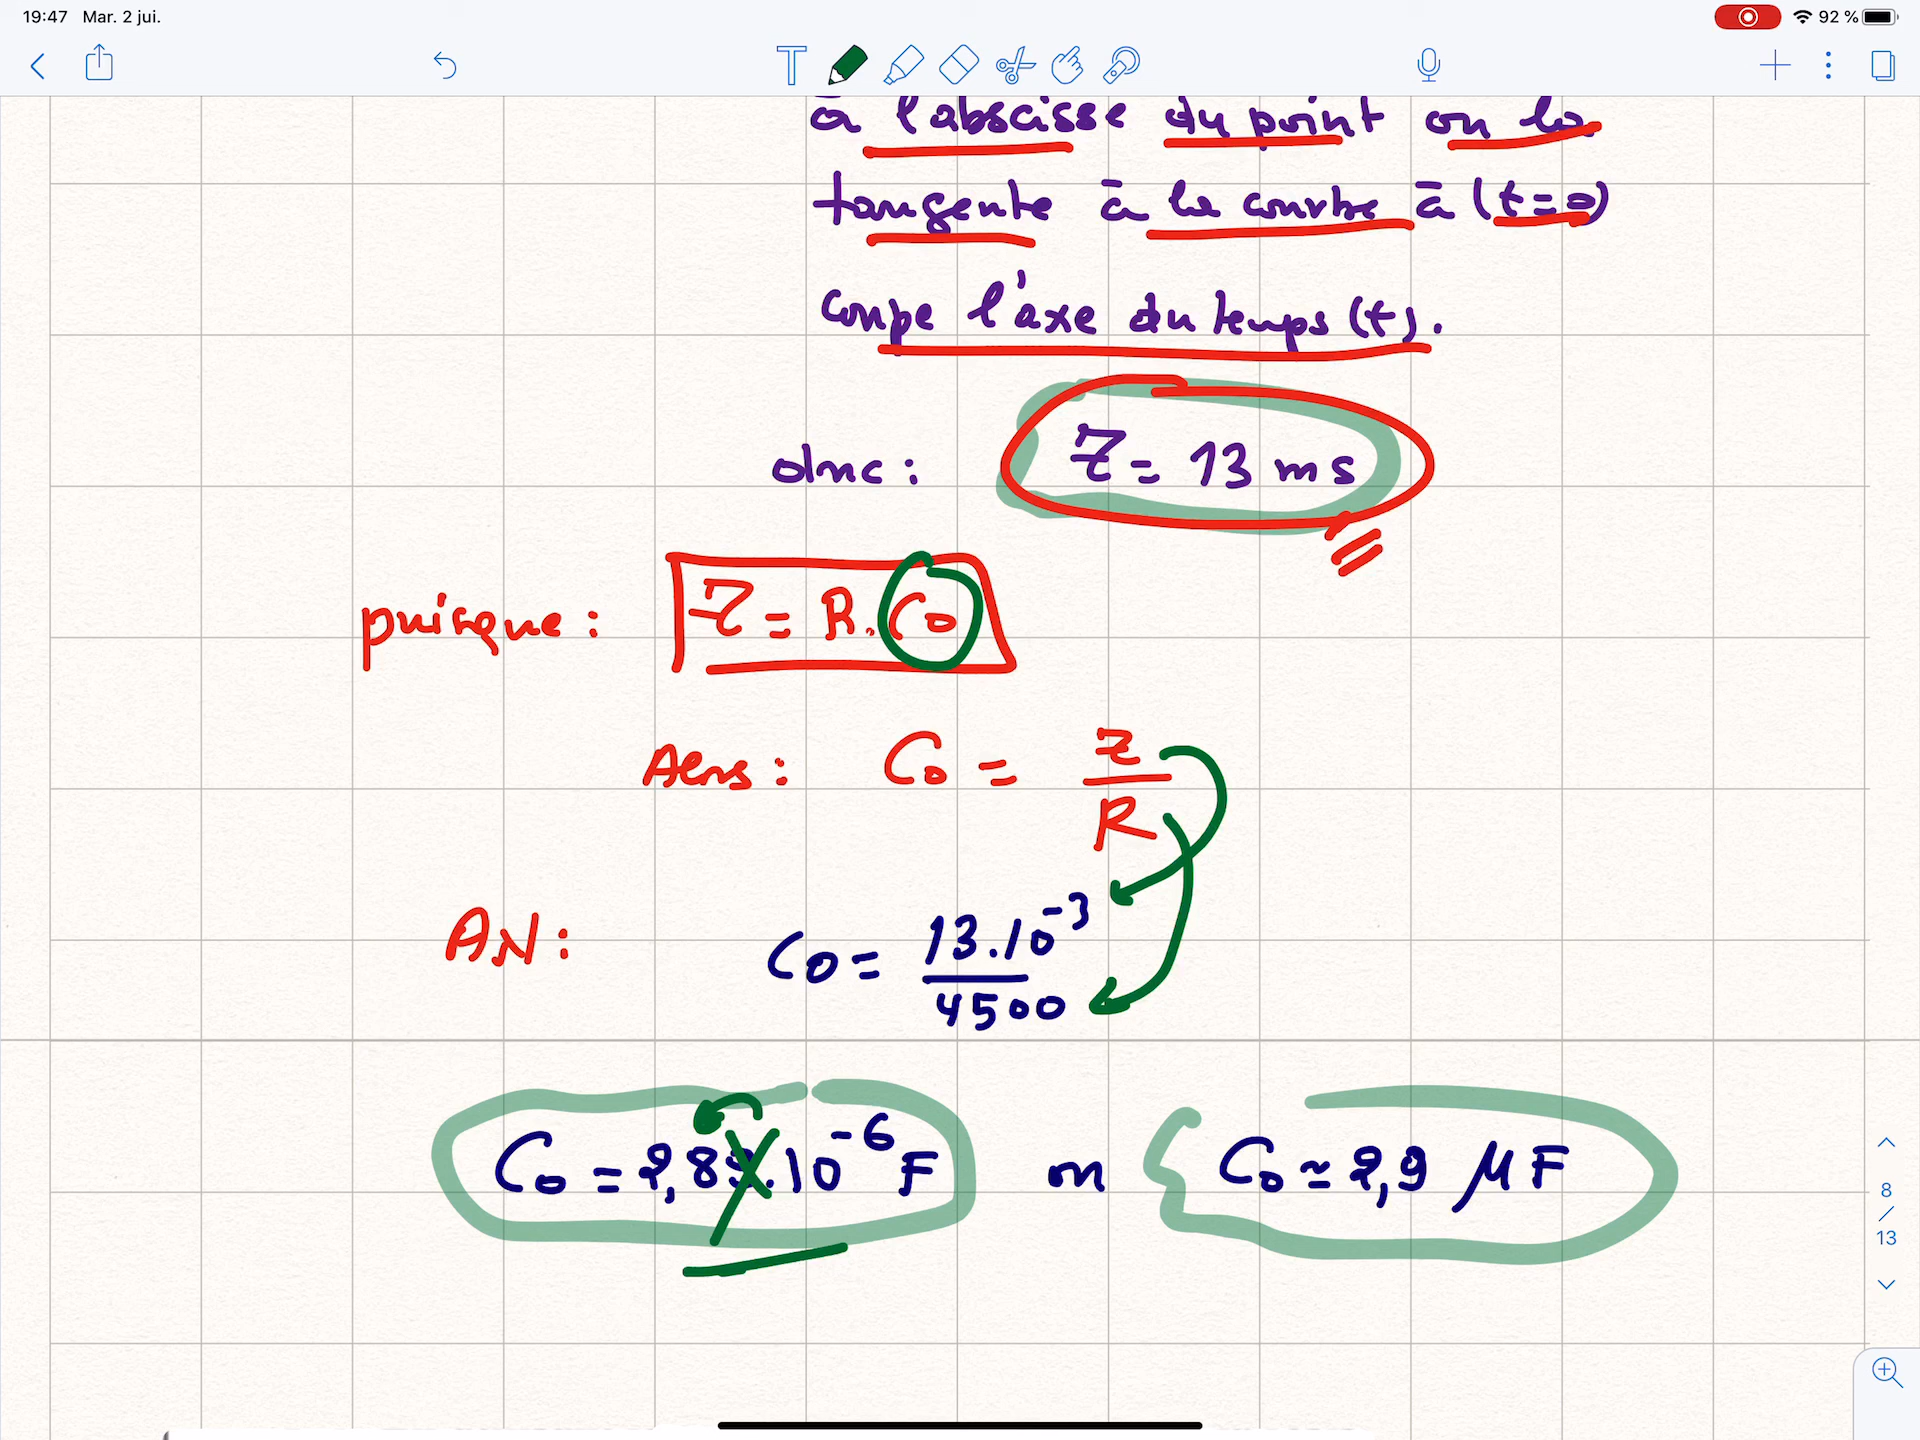 19:47 Mar. 2 jui. 92 %
à l'abscisse du point ou la
tangente à la courbe à (t=0)
coupe l'axe du temps (t).
donc : τ = 13 ms
puisque : τ = R.C0
Alors : C0 = τ/R
AN : C0 = 13.10^-3/4500
C0 = 2,89.10^-6 F ou C0 ≃ 2,9 μF
8
/
13